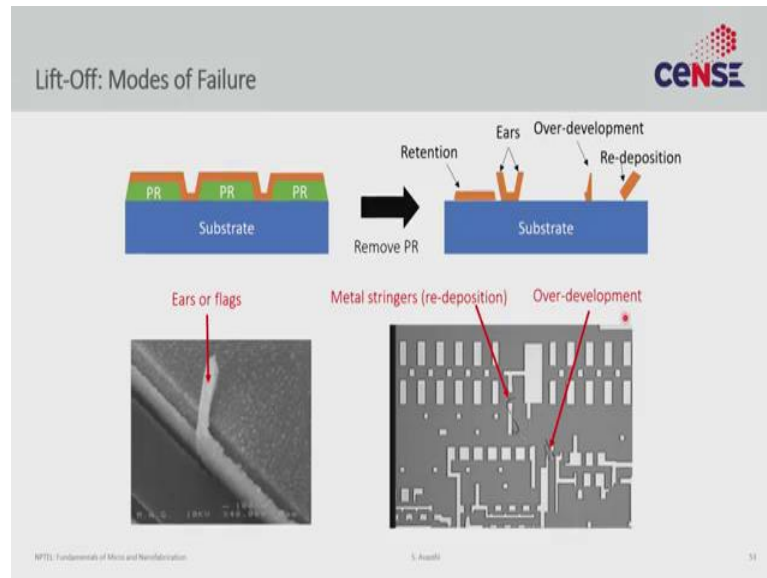 Lift-Off: Modes of Failure
ceNSE
Ears
Over-development
Retention
Re-deposition
PR
PR
PR
Substrate
Remove PR
Substrate
Ears or flags
Metal stringers (re-deposition)
Over-development
NPTEL: Fundamentals of Micro and Nanofabrication
S. Avasthi
53